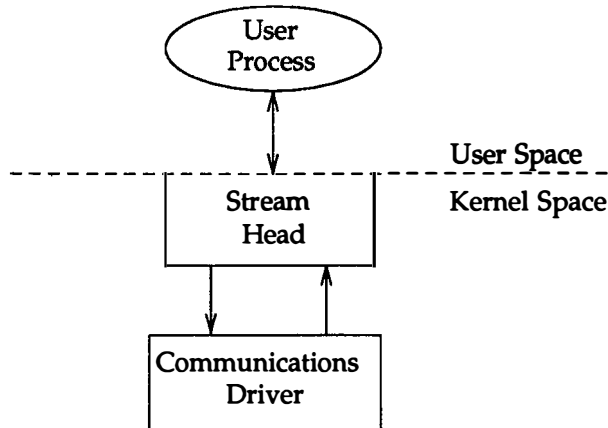 User
Process
User Space
Kernel Space
Stream
Head
Communications
Driver